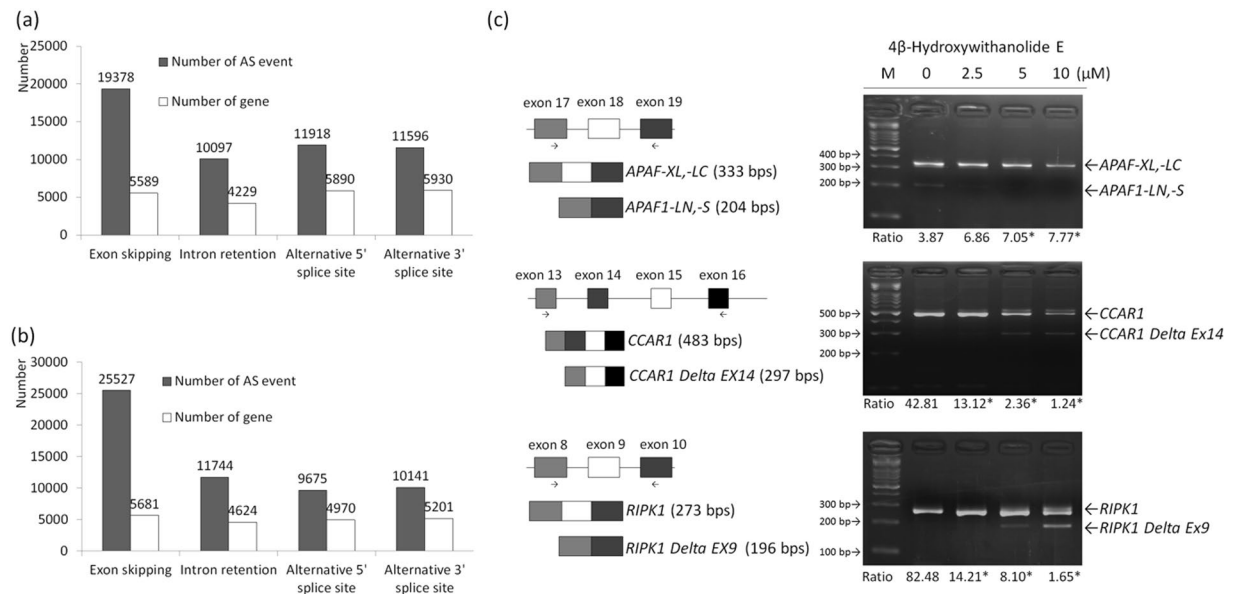 (a)
Number
25000
20000
15000
10000
5000
0
Number of AS event
Number of gene
19378
5589
10097
4229
11918
5890
11596
5930
Exon skipping
Intron retention
Alternative 5' splice site
Alternative 3' splice site
(b)
Number
30000
25000
20000
15000
10000
5000
0
Number of AS event
Number of gene
25527
5681
11744
4624
9675
4970
10141
5201
Exon skipping
Intron retention
Alternative 5' splice site
Alternative 3' splice site
(c)
exon 17 exon 18 exon 19
→ ←
APAF-XL,-LC (333 bps)
APAF1-LN,-S (204 bps)
exon 13 exon 14 exon 15 exon 16
→ ←
CCAR1 (483 bps)
CCAR1 Delta EX14 (297 bps)
exon 8 exon 9 exon 10
→ ←
RIPK1 (273 bps)
RIPK1 Delta EX9 (196 bps)
4β-Hydroxywithanolide E
M 0 2.5 5 10 (μM)
400 bp→
300 bp→
200 bp→
←APAF-XL,-LC
←APAF1-LN,-S
Ratio 3.87 6.86 7.05* 7.77*
500 bp→
300 bp→
200 bp→
←CCAR1
←CCAR1 Delta Ex14
Ratio 42.81 13.12* 2.36* 1.24*
300 bp→
200 bp→
100 bp→
←RIPK1
←RIPK1 Delta Ex9
Ratio 82.48 14.21* 8.10* 1.65*